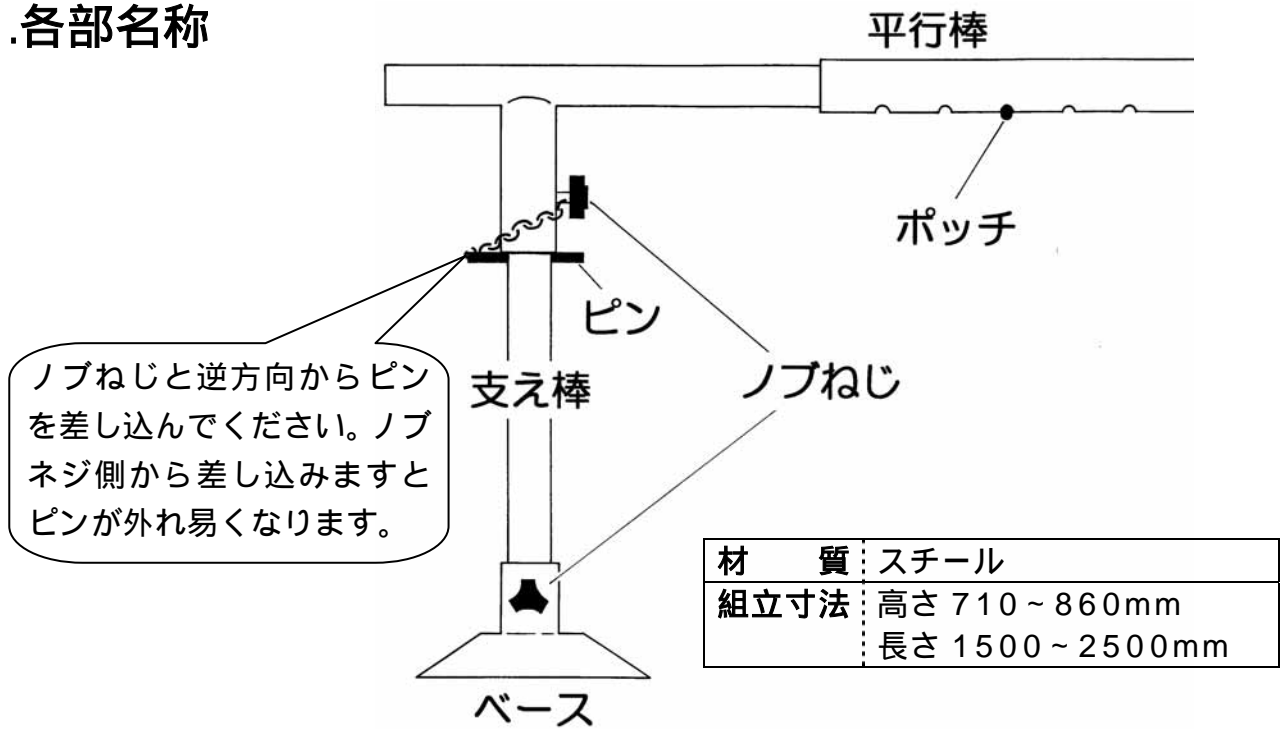 .各部名称
平行棒
ポッチ
ピン
ノブねじ
支え棒
ノブねじと逆方向からピン
を差し込んでください。ノブ
ネジ側から差し込みますと
ピンが外れ易くなります。
材　　質 スチール
組立寸法 高さ 710~860mm
長さ 1500~2500mm
ベース